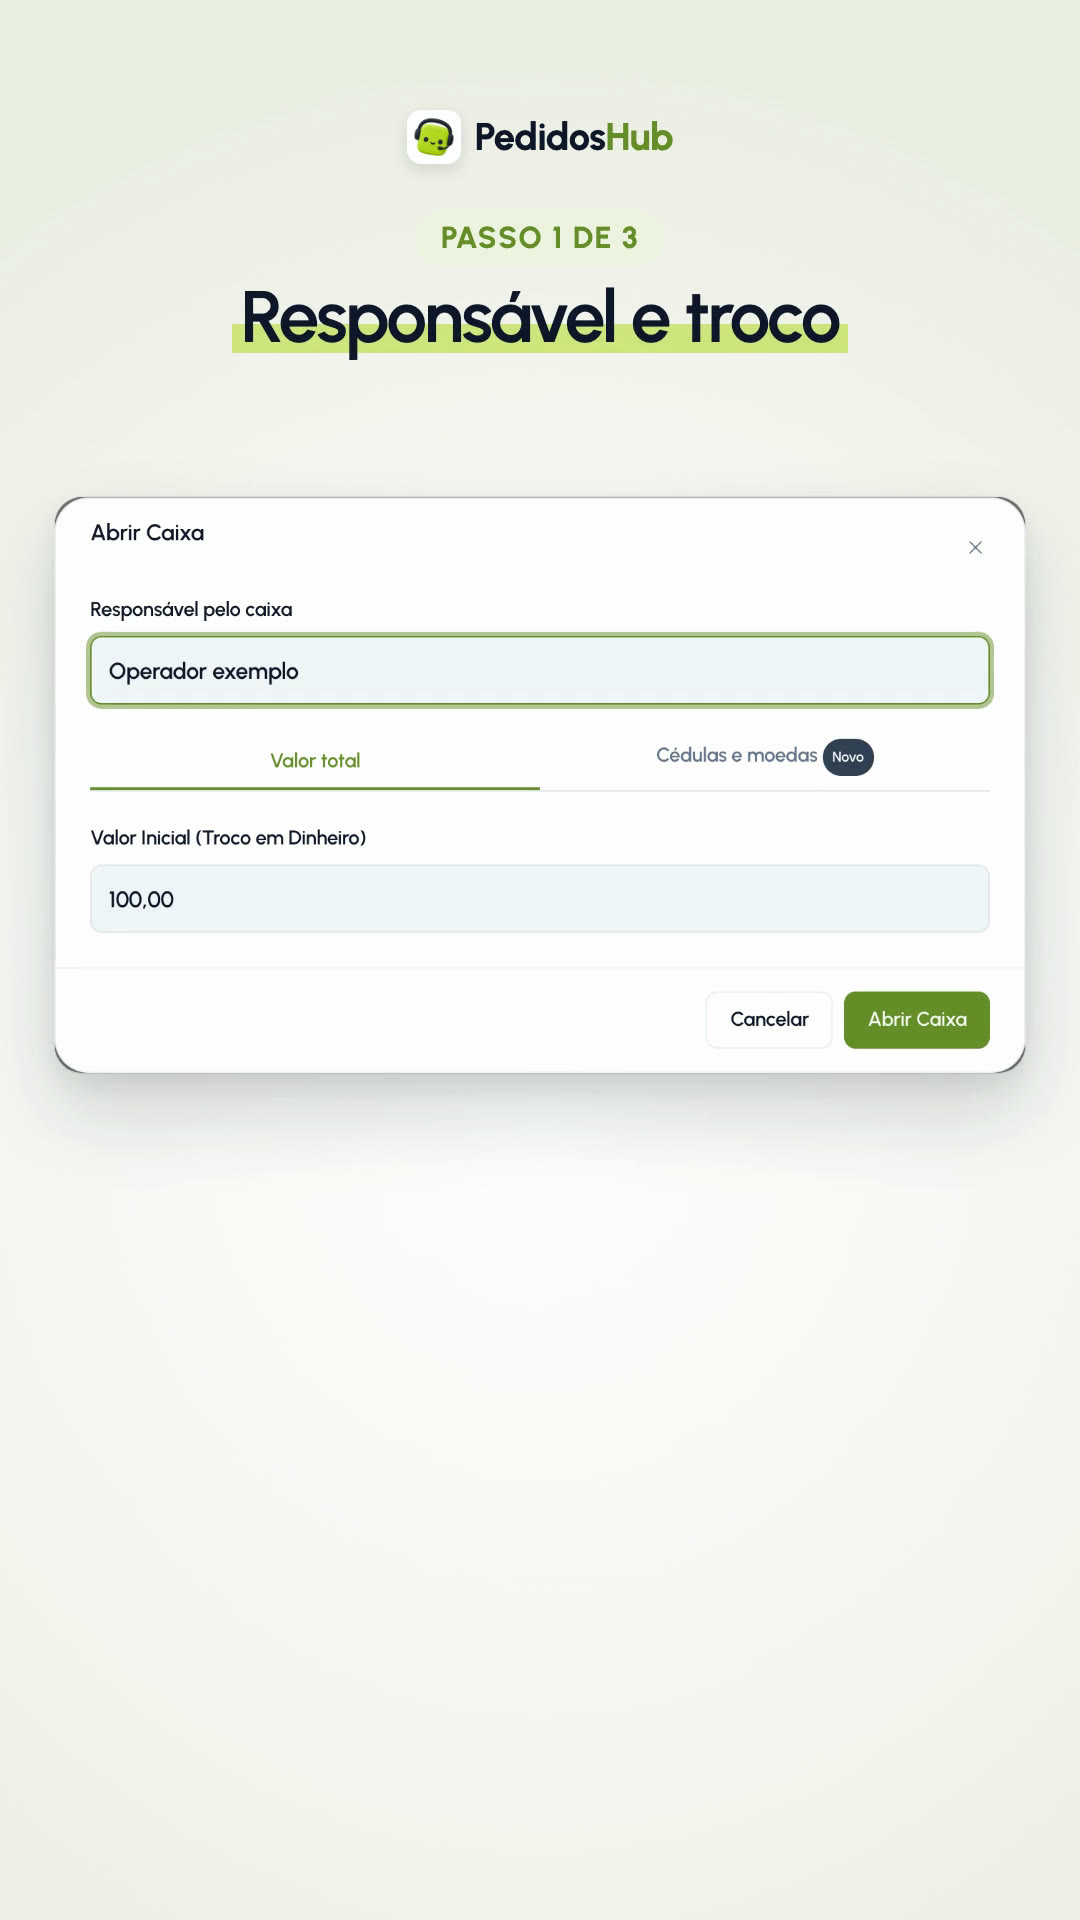 PedidosHub
PASSO 1 DE 3
Responsável e troco
Abrir Caixa
Responsável pelo caixa
Operador exemplo
Valor total
Cédulas e moedas Novo
Valor Inicial (Troco em Dinheiro)
100,00
Cancelar Abrir Caixa